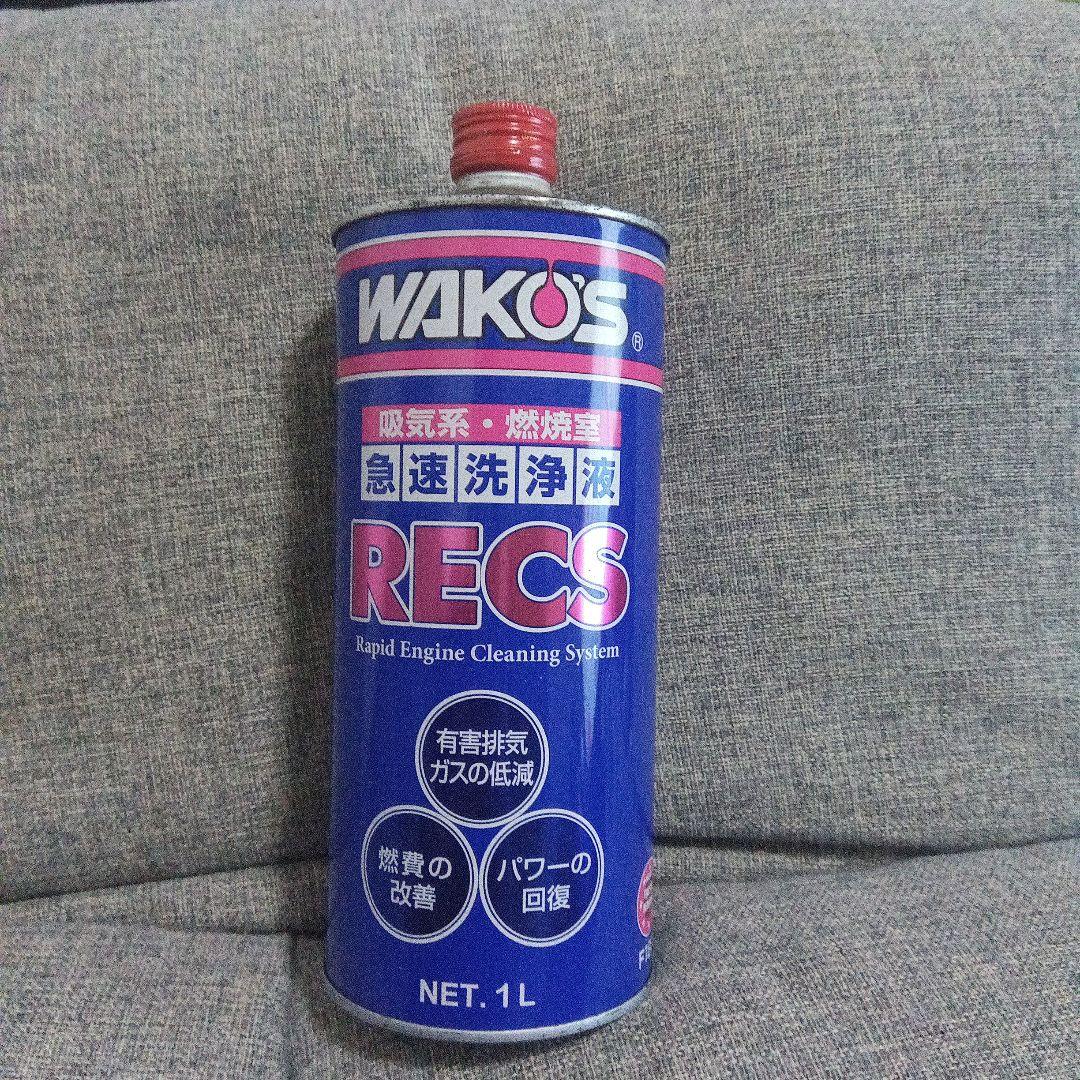 WAKO'S®
吸気系・燃焼室
急速洗浄液
RECS
Rapid Engine Cleaning System
有害排気
ガスの低減
燃費の
改善
パワーの
回復
NET. 1 L